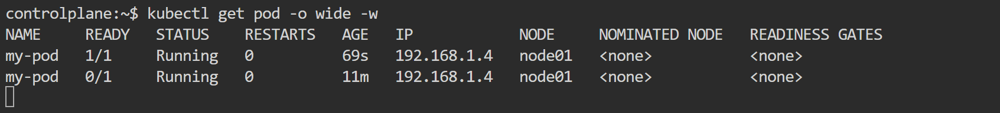 controlplane:~$ kubectl get pod -o wide -w
NAME     READY   STATUS    RESTARTS   AGE   IP            NODE     NOMINATED NODE   READINESS GATES
my-pod   1/1     Running   0          69s   192.168.1.4   node01   <none>           <none>
my-pod   0/1     Running   0          11m   192.168.1.4   node01   <none>           <none>